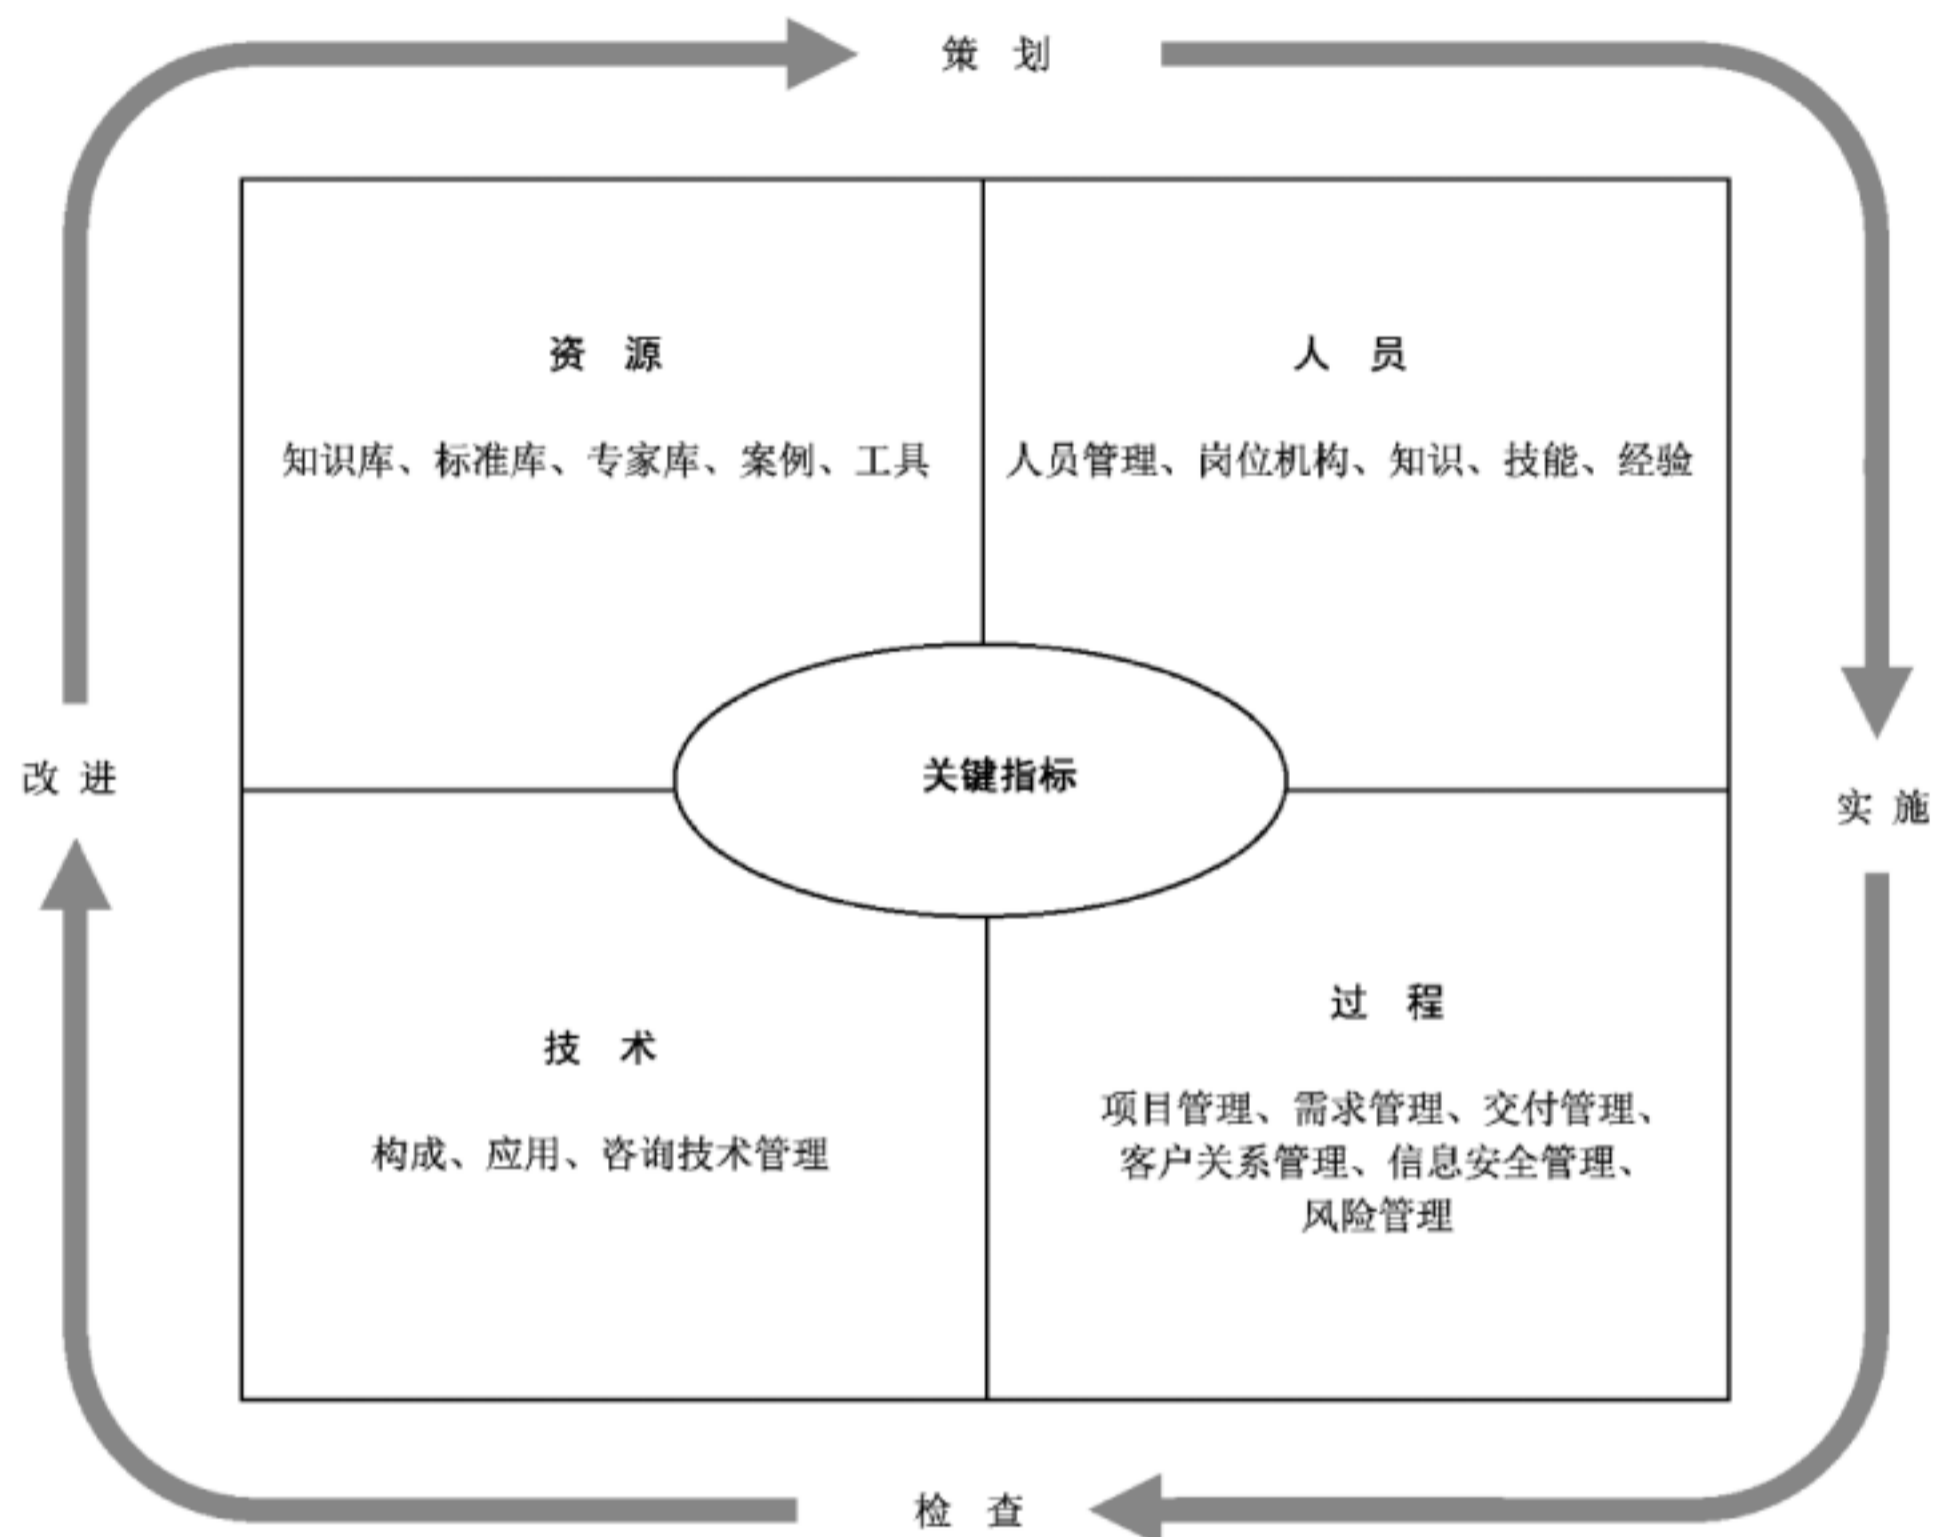 策 划
资 源
人 员
知识库、标准库、专家库、案例、工具
人员管理、岗位机构、知识、技能、经验
关键指标
改 进
实 施
技 术
构成、应用、咨询技术管理
过 程
项目管理、需求管理、交付管理、
客户关系管理、信息安全管理、
风险管理
检 查